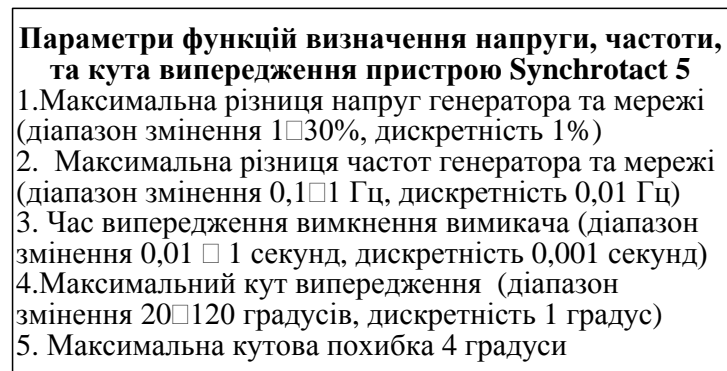 Параметри функцій визначення напруги, частоти,
та кута випередження пристрою Synchrotact 5
1.Максимальна різниця напруг генератора та мережі
(діапазон змінення 1□30%, дискретність 1%)
2. Максимальна різниця частот генератора та мережі
(діапазон змінення 0,1□1 Гц, дискретність 0,01 Гц)
3. Час випередження вимкнення вимикача (діапазон
змінення 0,01 □ 1 секунд, дискретність 0,001 секунд)
4.Максимальний кут випередження (діапазон
змінення 20□120 градусів, дискретність 1 градус)
5. Максимальна кутова похибка 4 градуси